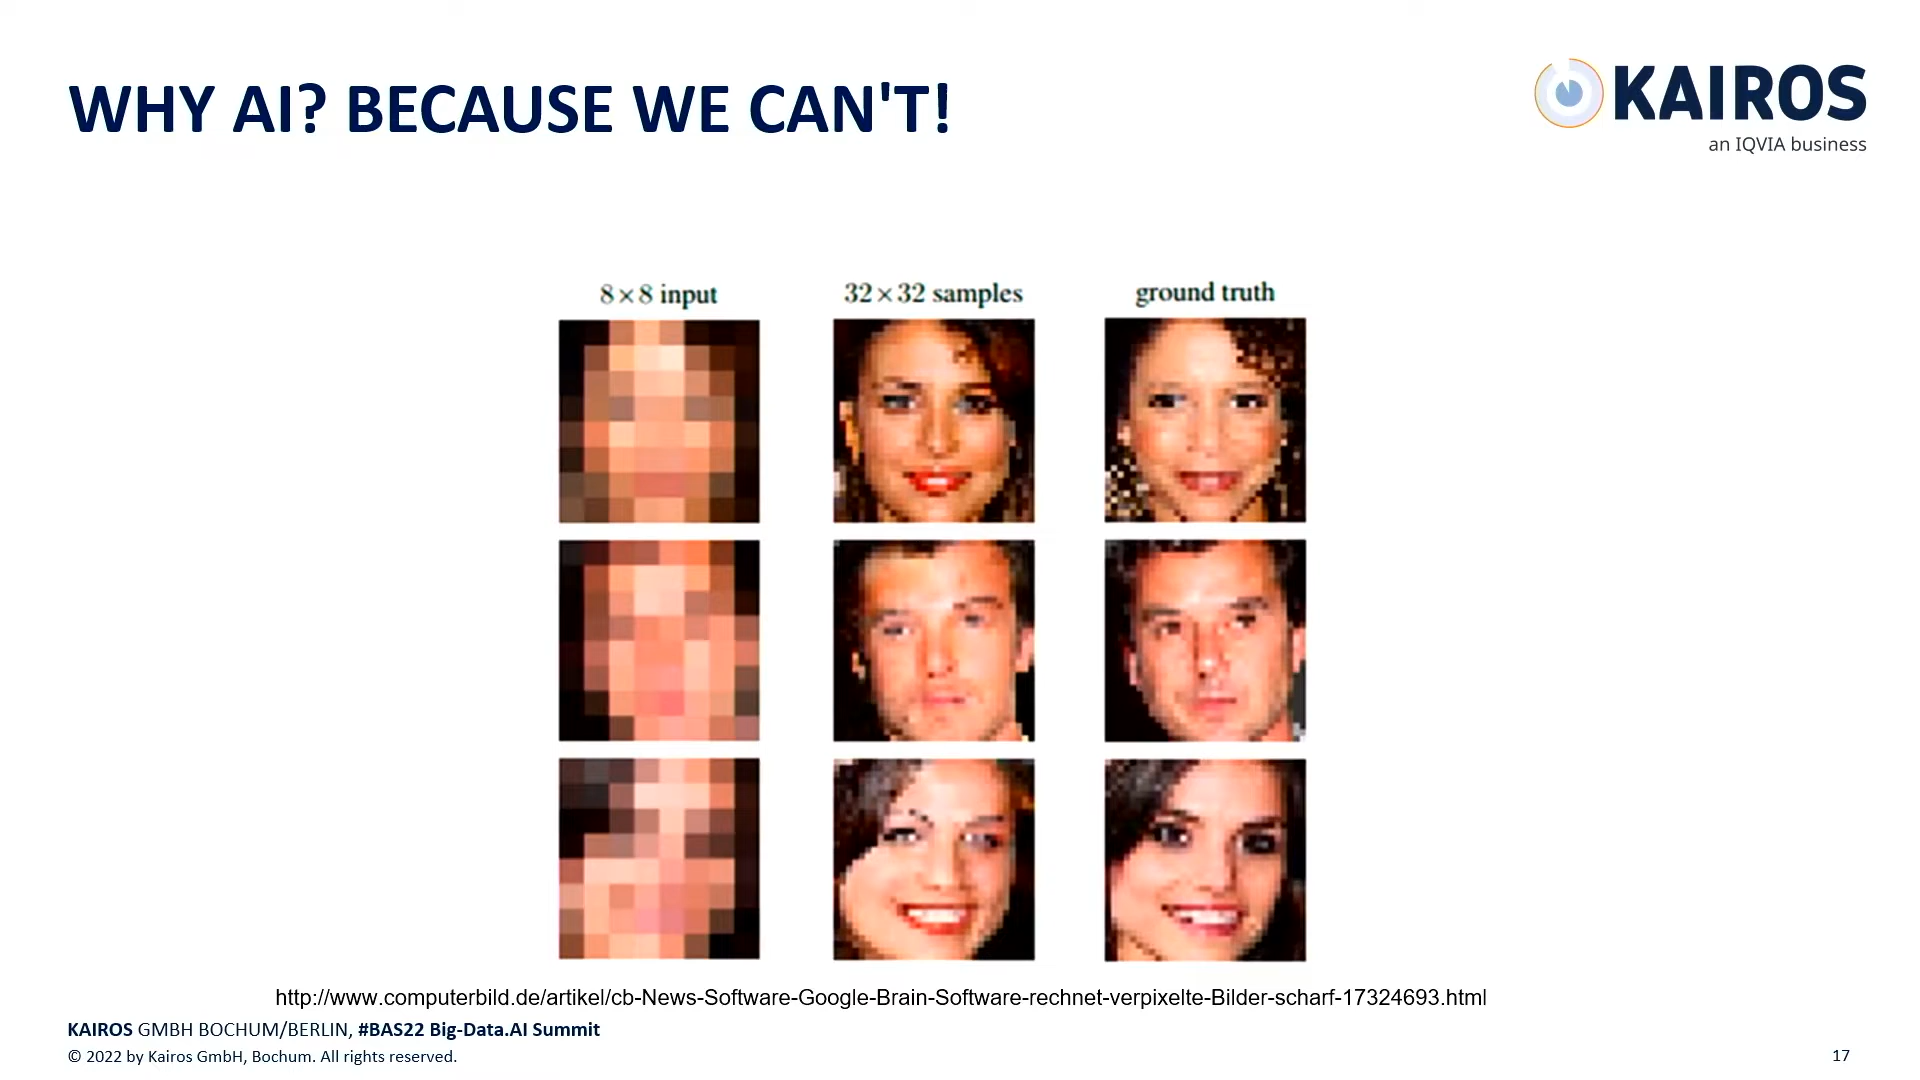 WHY AI? BECAUSE WE CAN'T!
KAIROS
an IQVIA business
8×8 input 32×32 samples ground truth
http://www.computerbild.de/artikel/cb-News-Software-Google-Brain-Software-rechnet-verpixelte-Bilder-scharf-17324693.html
KAIROS GMBH BOCHUM/BERLIN, #BAS22 Big-Data.AI Summit
© 2022 by Kairos GmbH, Bochum. All rights reserved.
17